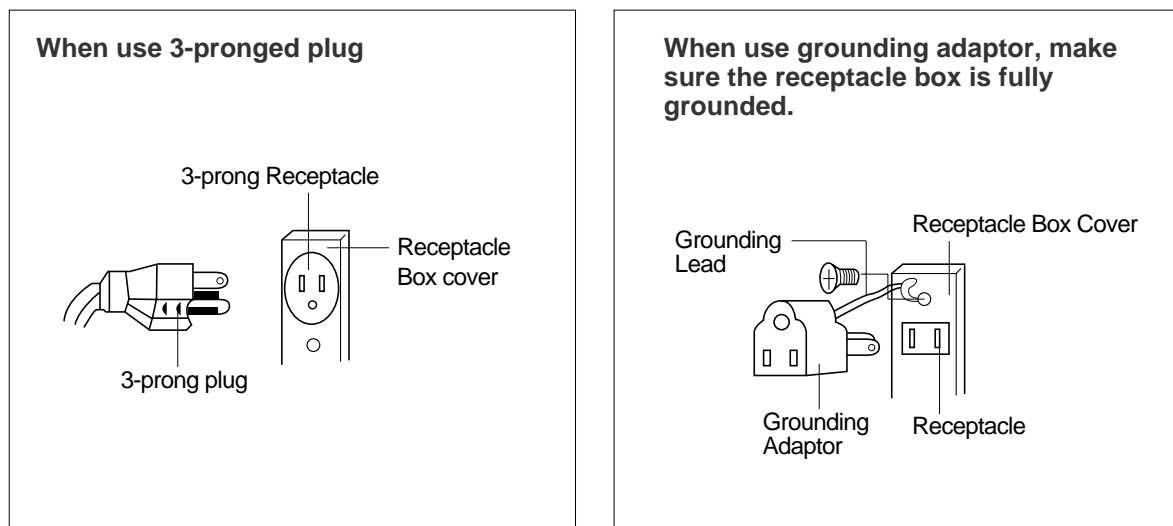 When use 3-pronged plug
3-prong Receptacle
Receptacle
Box cover
3-prong plug
When use grounding adaptor, make
sure the receptacle box is fully
grounded.
Receptacle Box Cover
Grounding
Lead
Grounding
Adaptor
Receptacle